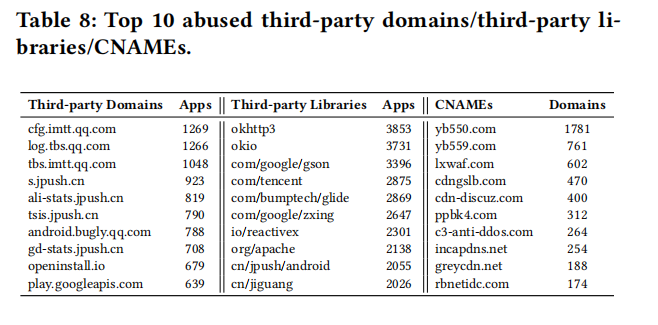 Table 8: Top 10 abused third-party domains/third-party li-
braries/CNAMEs.
Third-party Domains Apps Third-party Libraries Apps CNAMEs Domains
cfg.imtt.qq.com 1269 okhttp3 3853 yb550.com 1781
log.tbs.qq.com 1266 okio 3731 yb559.com 761
tbs.imtt.qq.com 1048 com/google/gson 3396 lxwaf.com 602
s.jpush.cn 923 com/tencent 2875 cdngslb.com 470
ali-stats.jpush.cn 819 com/bumptech/glide 2869 cdn-discuz.com 400
tsis.jpush.cn 790 com/google/zxing 2647 ppbk4.com 312
android.bugly.qq.com 788 io/reactivex 2301 c3-anti-ddos.com 264
gd-stats.jpush.cn 708 org/apache 2138 incapdns.net 254
openinstall.io 679 cn/jpush/android 2055 greycdn.net 188
play.googleapis.com 639 cn/jiguang 2026 rbnetidc.com 174